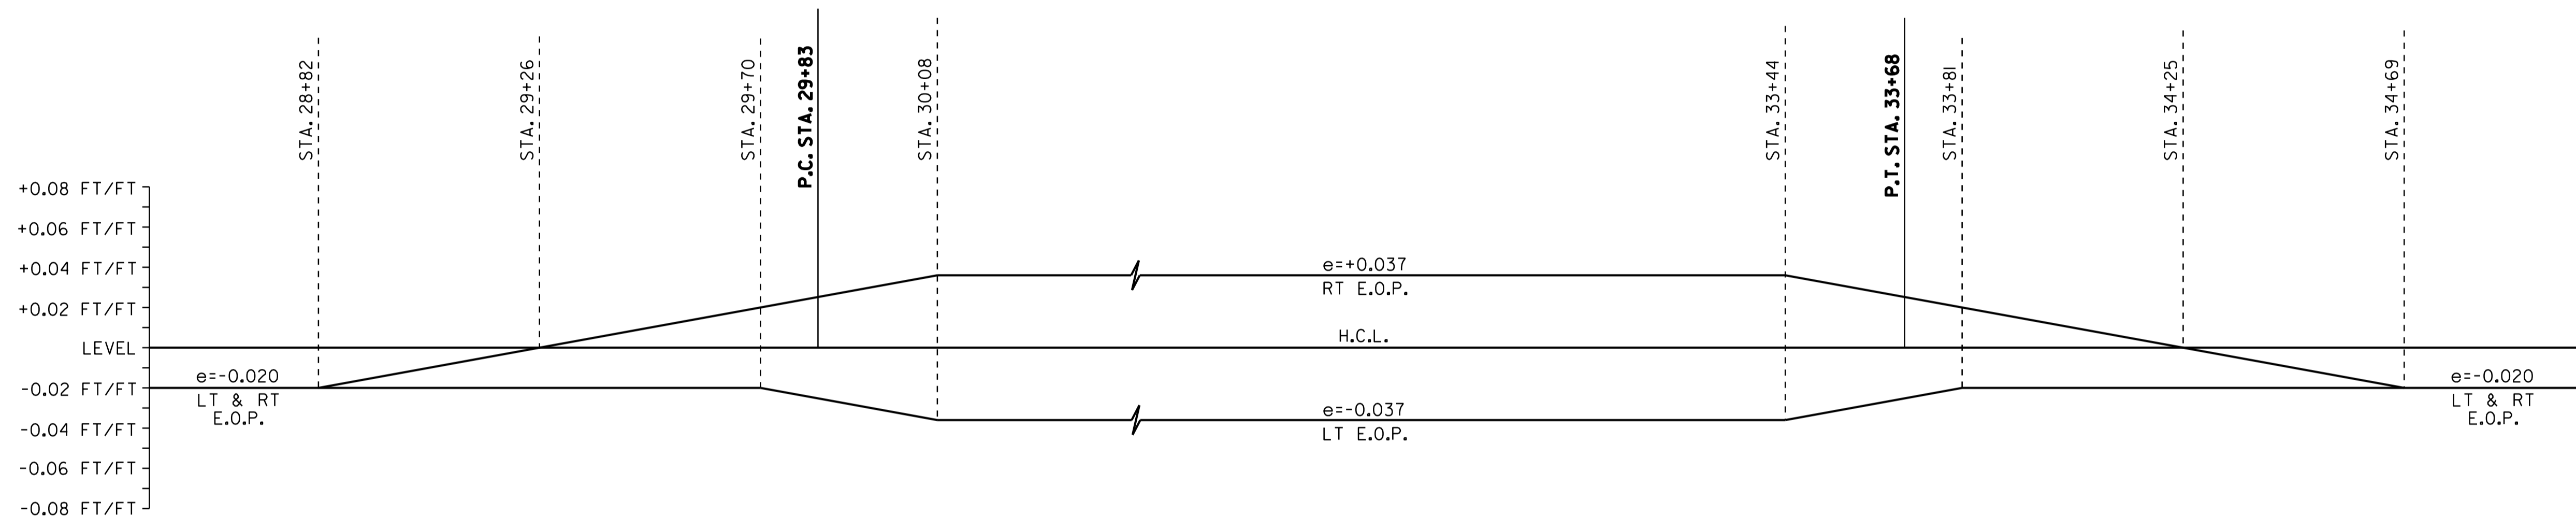 STA. 28+82
STA. 29+26
STA. 29+70
P.C. STA. 29+83
STA. 30+08
STA. 33+44
P.T. STA. 33+68
STA. 33+81
STA. 34+25
STA. 34+69
+0.08 FT/FT
+0.06 FT/FT
+0.04 FT/FT
+0.02 FT/FT
LEVEL
-0.02 FT/FT
-0.04 FT/FT
-0.06 FT/FT
-0.08 FT/FT
e=-0.020
LT & RT
E.O.P.
e=+0.037
RT E.O.P.
H.C.L.
e=-0.037
LT E.O.P.
e=-0.020
LT & RT
E.O.P.